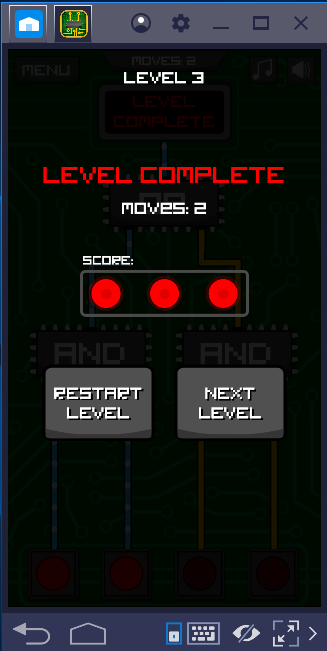 MENU
MOVES: 2
LEVEL 3
LEVEL
COMPLETE
LEVEL COMPLETE
MOVES: 2
SCORE:
AND
AND
RESTART
LEVEL
NEXT
LEVEL